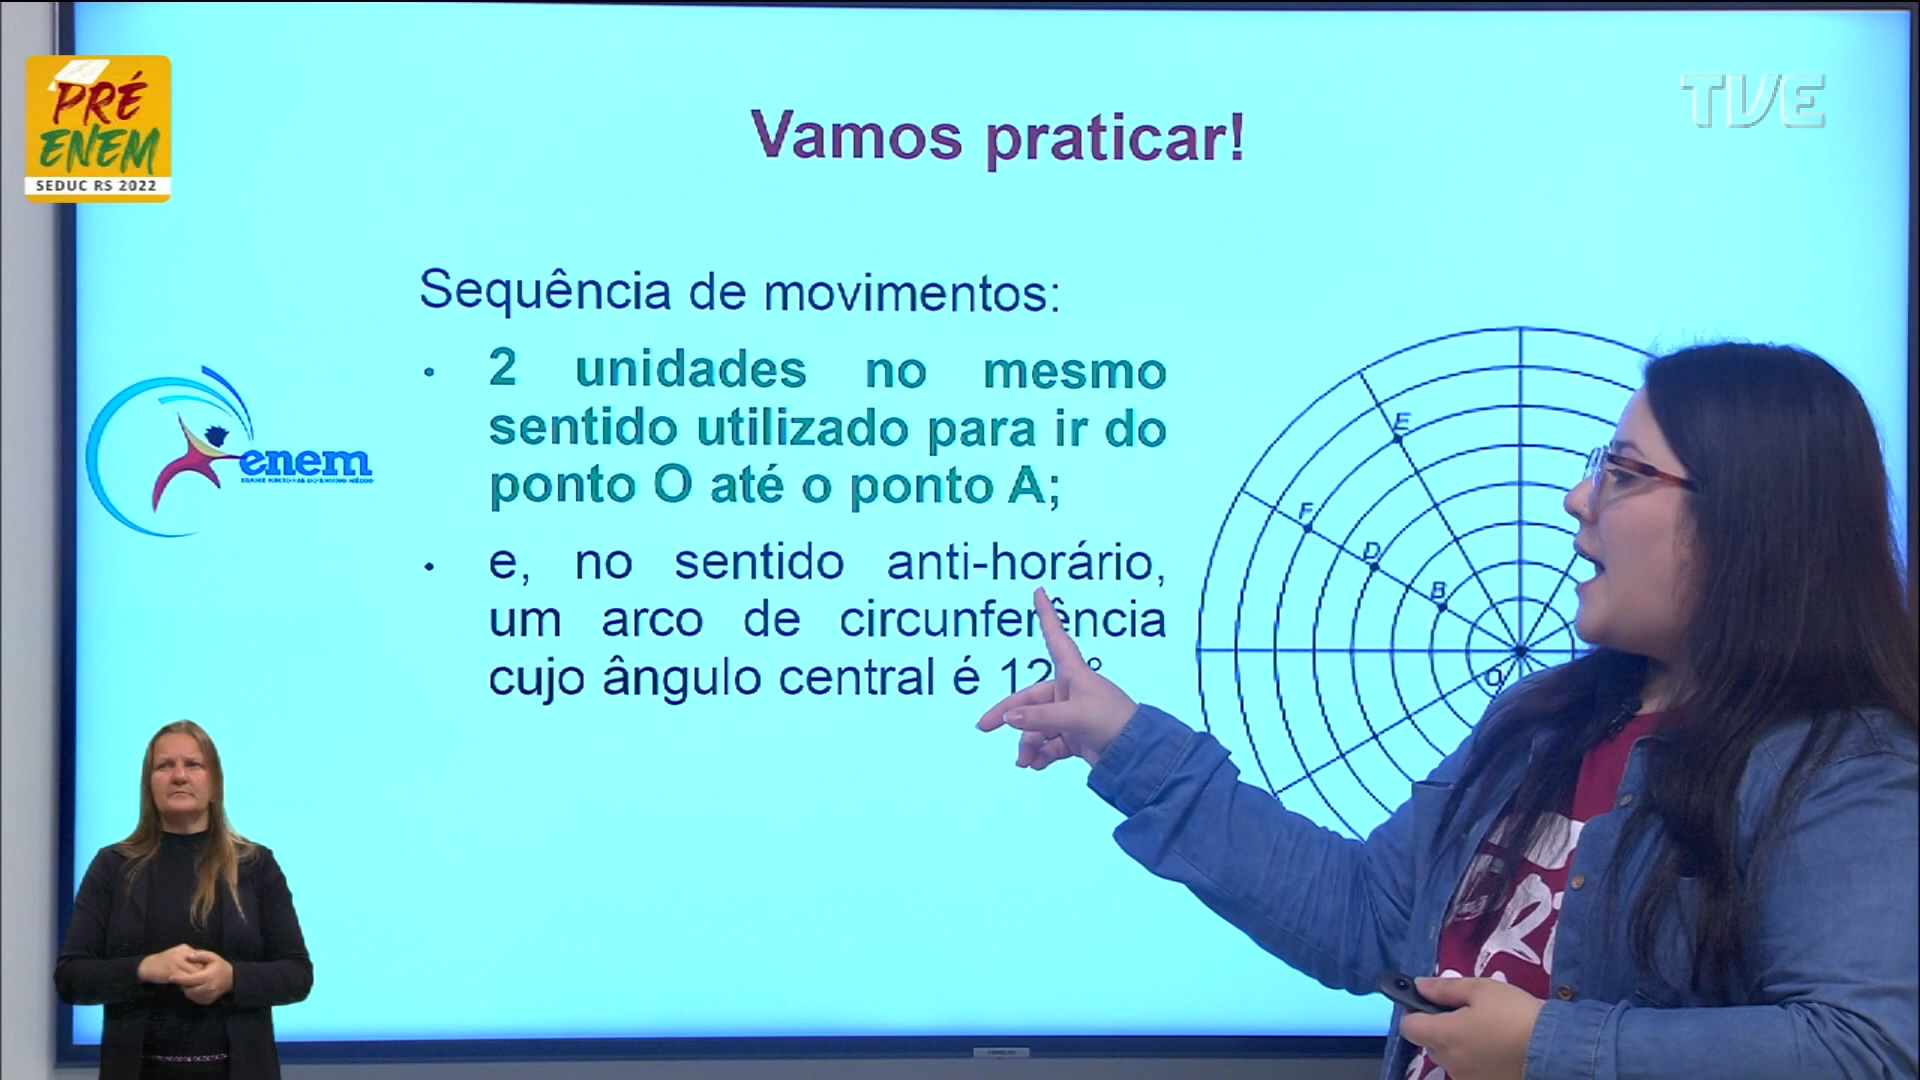 PRÉ
ENEM
SEDUC RS 2022
TVE
Vamos praticar!
Sequência de movimentos:
• 2 unidades no mesmo
sentido utilizado para ir do
ponto O até o ponto A;
• e, no sentido anti-horário,
um arco de circunferência
cujo ângulo central é
enem
E
F
D
B
O